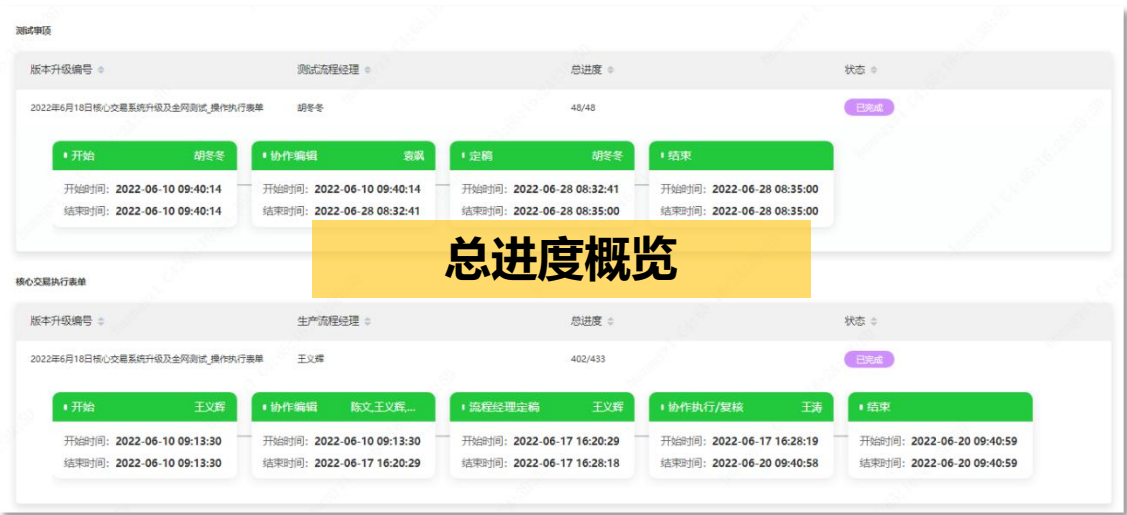 测试事项
版本升级编号 测试流程经理 总进度 状态
2022年6月18日核心交易系统升级及全网测试_操作执行表单 胡冬冬 48/48 已完成
开始 胡冬冬 协作编辑 袁飒 定稿 胡冬冬 结束
开始时间: 2022-06-10 09:40:14 开始时间: 2022-06-10 09:40:14 开始时间: 2022-06-28 08:32:41 开始时间: 2022-06-28 08:35:00
结束时间: 2022-06-10 09:40:14 结束时间: 2022-06-28 08:32:41 结束时间: 2022-06-28 08:35:00 结束时间: 2022-06-28 08:35:00
总进度概览
核心交易执行表单
版本升级编号 生产流程经理 总进度 状态
2022年6月18日核心交易系统升级及全网测试_操作执行表单 王义辉 402/433 已完成
开始 王义辉 协作编辑 陈文,王义辉,... 流程经理定稿 王义辉 协作执行/复核 王涛 结束
开始时间: 2022-06-10 09:13:30 开始时间: 2022-06-10 09:13:30 开始时间: 2022-06-17 16:20:29 开始时间: 2022-06-17 16:28:19 开始时间: 2022-06-20 09:40:59
结束时间: 2022-06-10 09:13:30 结束时间: 2022-06-17 16:20:29 结束时间: 2022-06-17 16:28:18 结束时间: 2022-06-20 09:40:58 结束时间: 2022-06-20 09:40:59